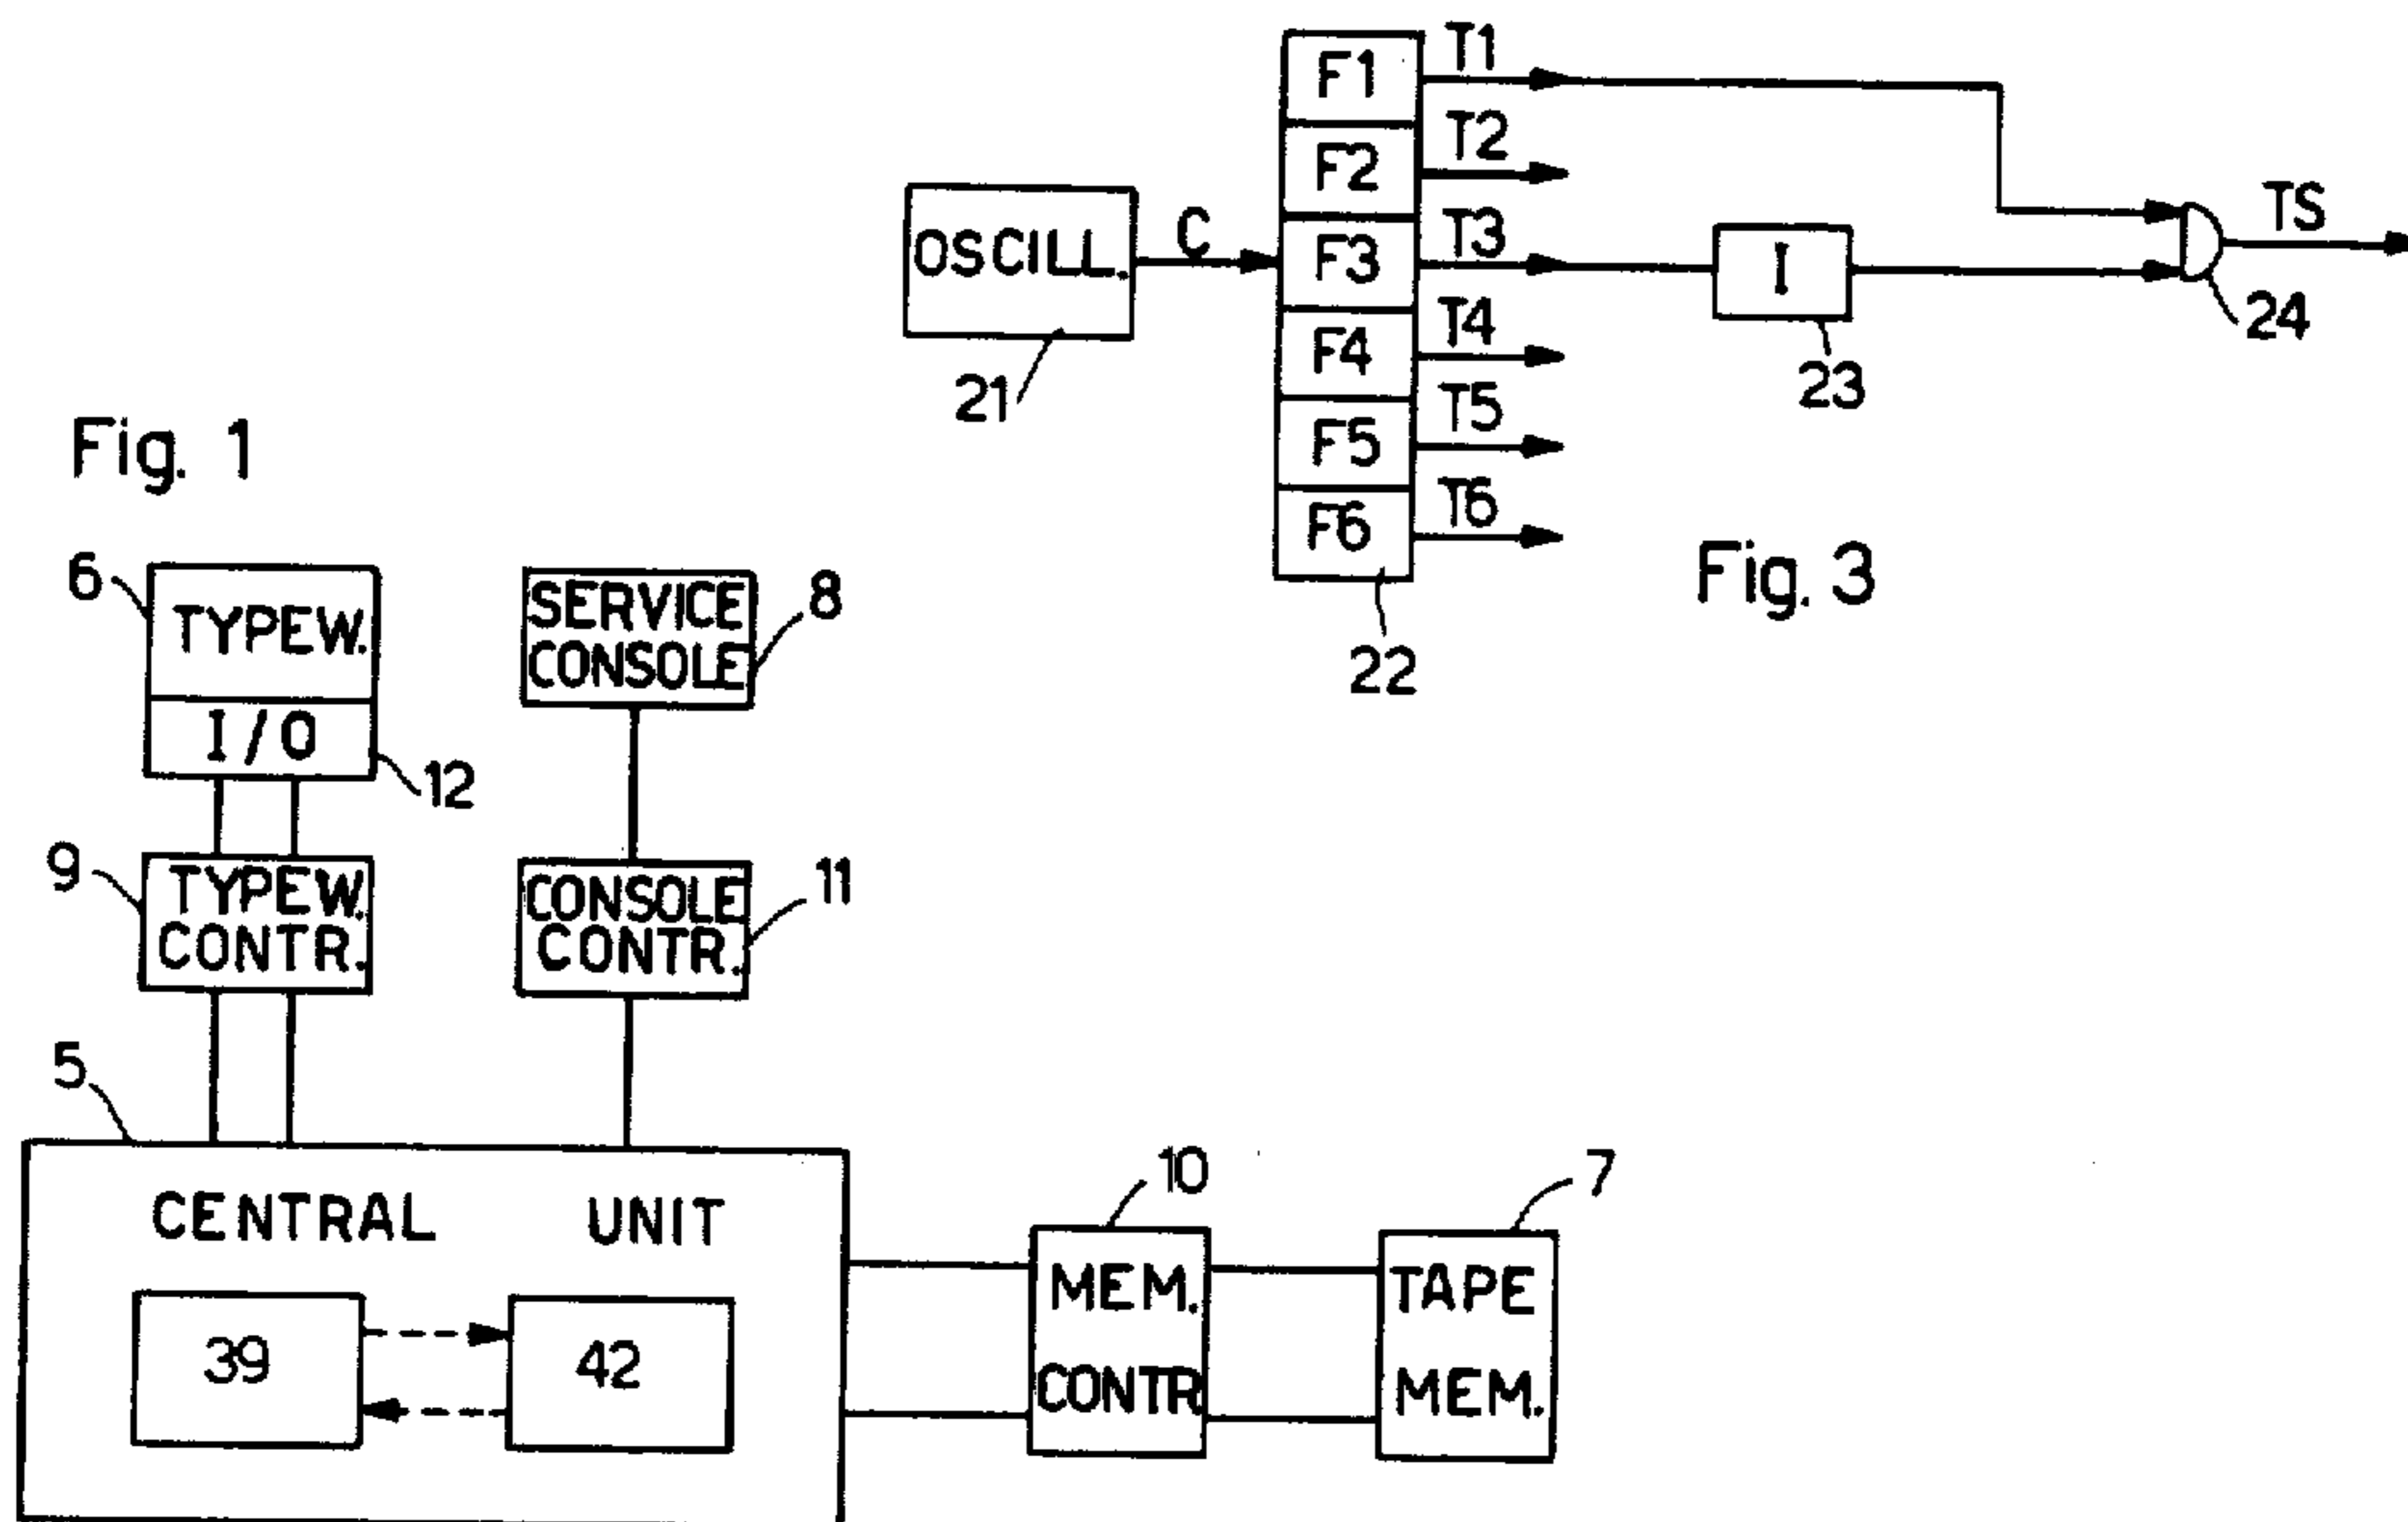 Fig. 1
6
TYPEW.
I/O
12
SERVICE
CONSOLE
8
9
TYPEW.
CONTR.
CONSOLE
CONTR.
11
5
CENTRAL UNIT
39
42
10
MEM.
CONTR.
7
TAPE
MEM.
OSCILL.
21
C
F1
F2
F3
F4
F5
F6
22
T1
T2
T3
T4
T5
T6
I
23
24
TS
Fig. 3